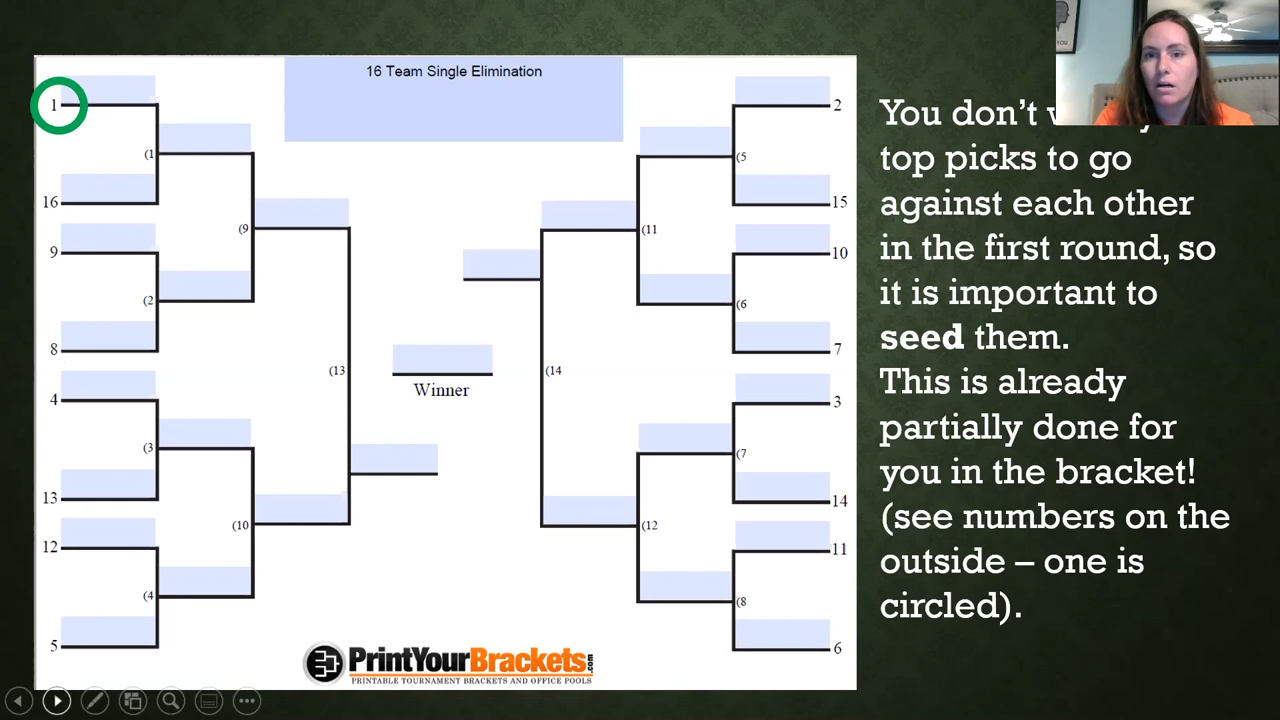 16 Team Single Elimination
1
(1
16
9
(2
8
(9
4
(3
13
12
(4
5
(10
(13
Winner
(14
(11
(12
2
(5
15
10
(6
7
3
(7
14
11
(8
6
PrintYourBrackets.com
PRINTABLE TOURNAMENT BRACKETS AND OFFICE POOLS
You don't
top picks to go
against each other
in the first round, so
it is important to
seed them.
This is already
partially done for
you in the bracket!
(see numbers on the
outside – one is
circled).